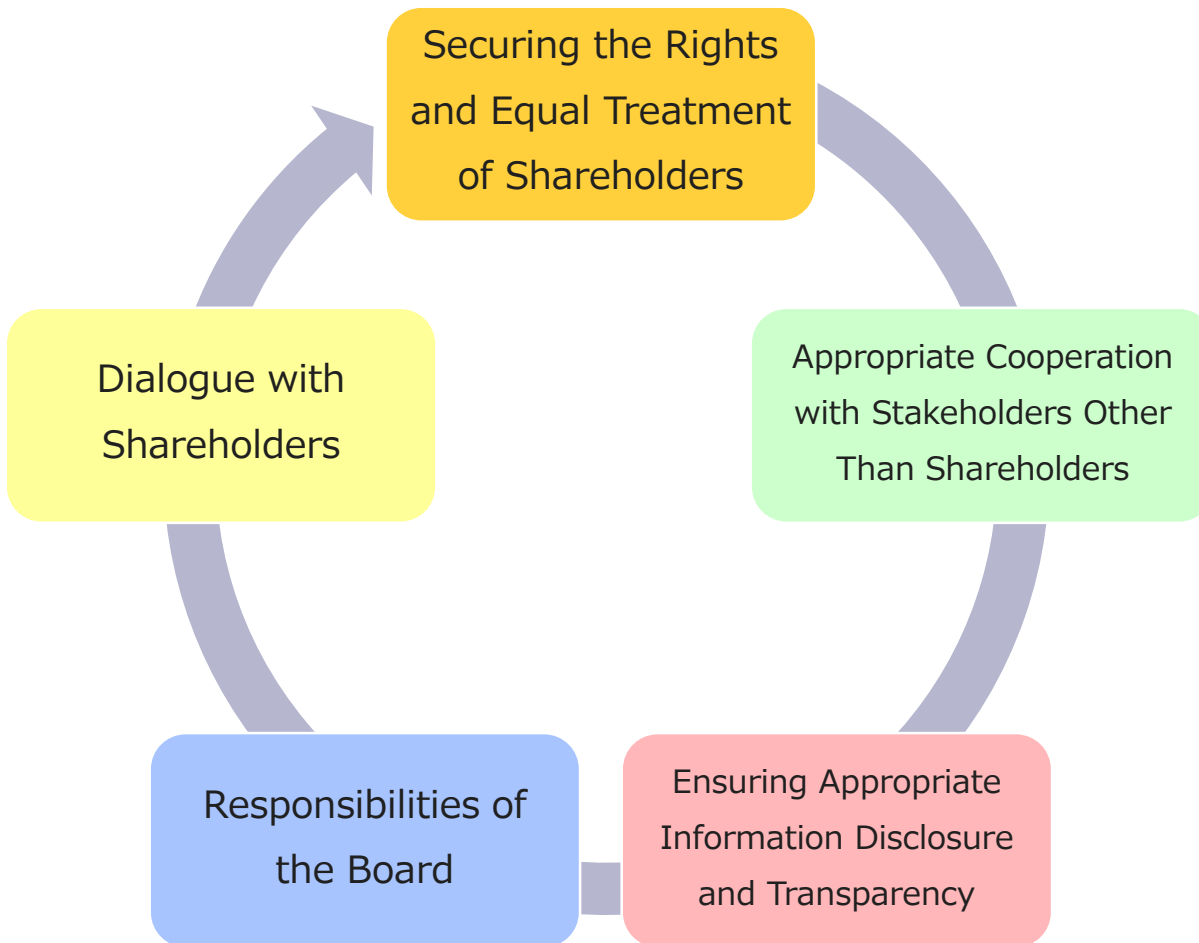 Securing the Rights
and Equal Treatment
of Shareholders
Appropriate Cooperation
with Stakeholders Other
Than Shareholders
Ensuring Appropriate
Information Disclosure
and Transparency
Responsibilities of
the Board
Dialogue with
Shareholders